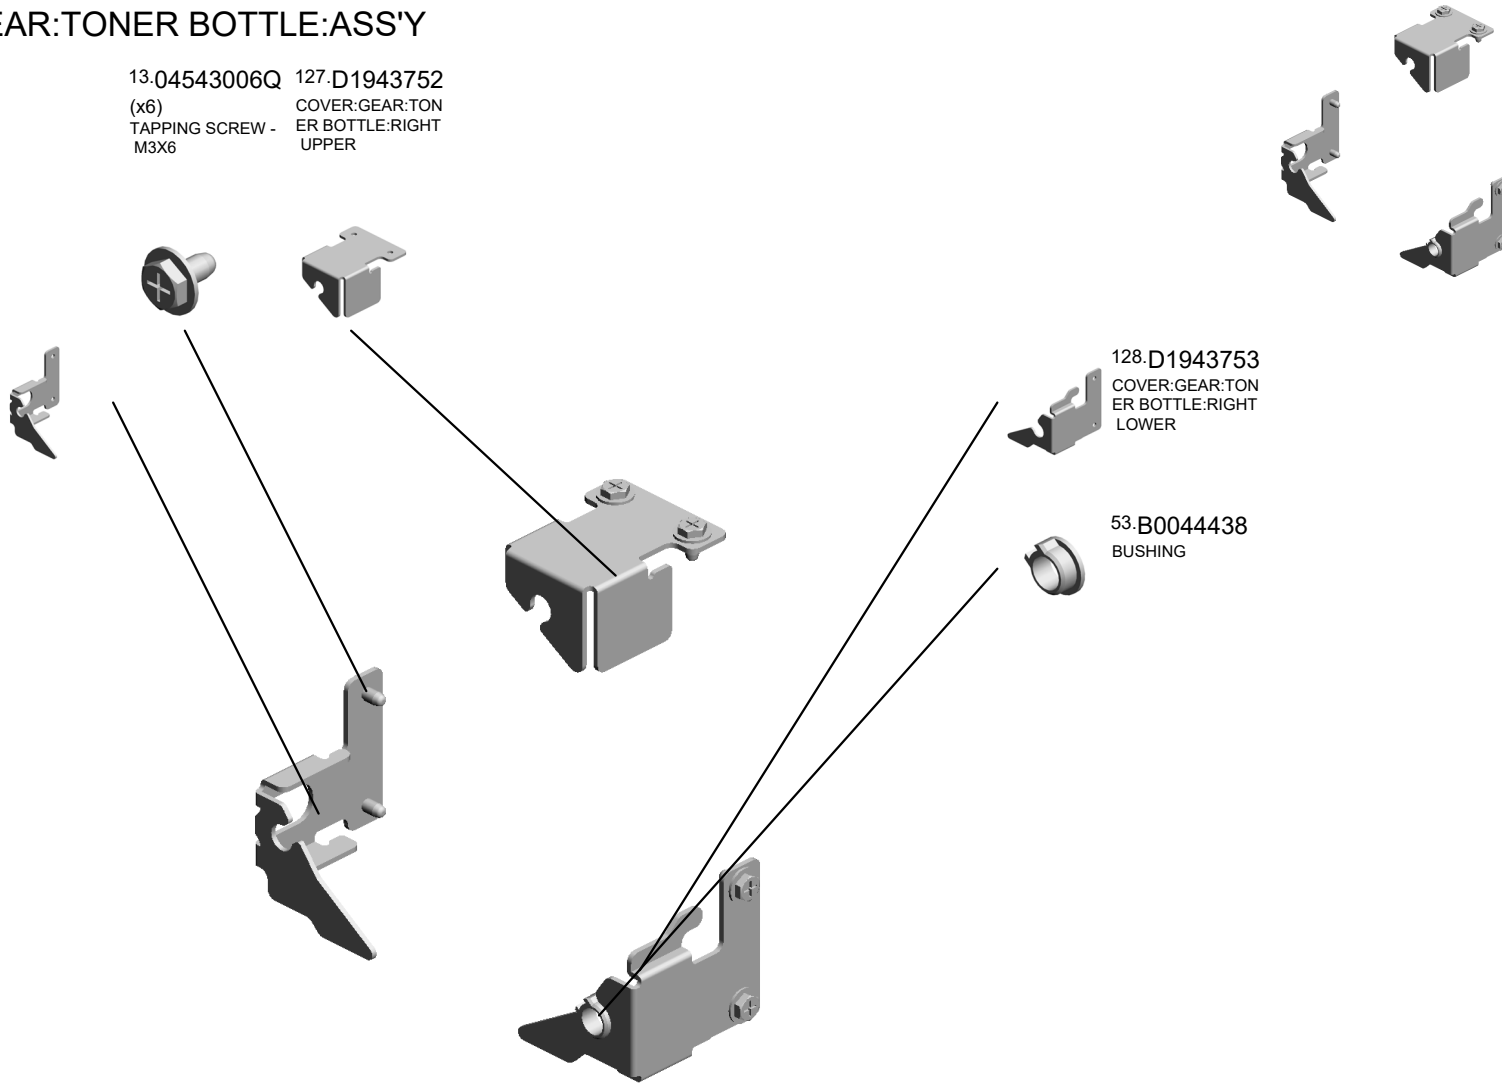 EAR:TONER BOTTLE:ASS'Y
13.04543006Q
(x6)
TAPPING SCREW -
M3X6
127.D1943752
COVER:GEAR:TON
ER BOTTLE:RIGHT
UPPER
128.D1943753
COVER:GEAR:TON
ER BOTTLE:RIGHT
LOWER
53.B0044438
BUSHING